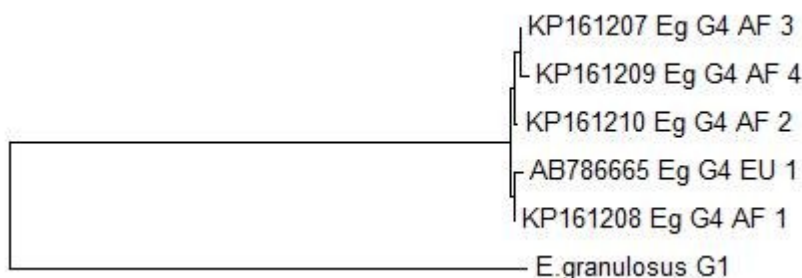 KP161207 Eg G4 AF 3
KP161209 Eg G4 AF 4
KP161210 Eg G4 AF 2
AB786665 Eg G4 EU 1
KP161208 Eg G4 AF 1
E.granulosus G1